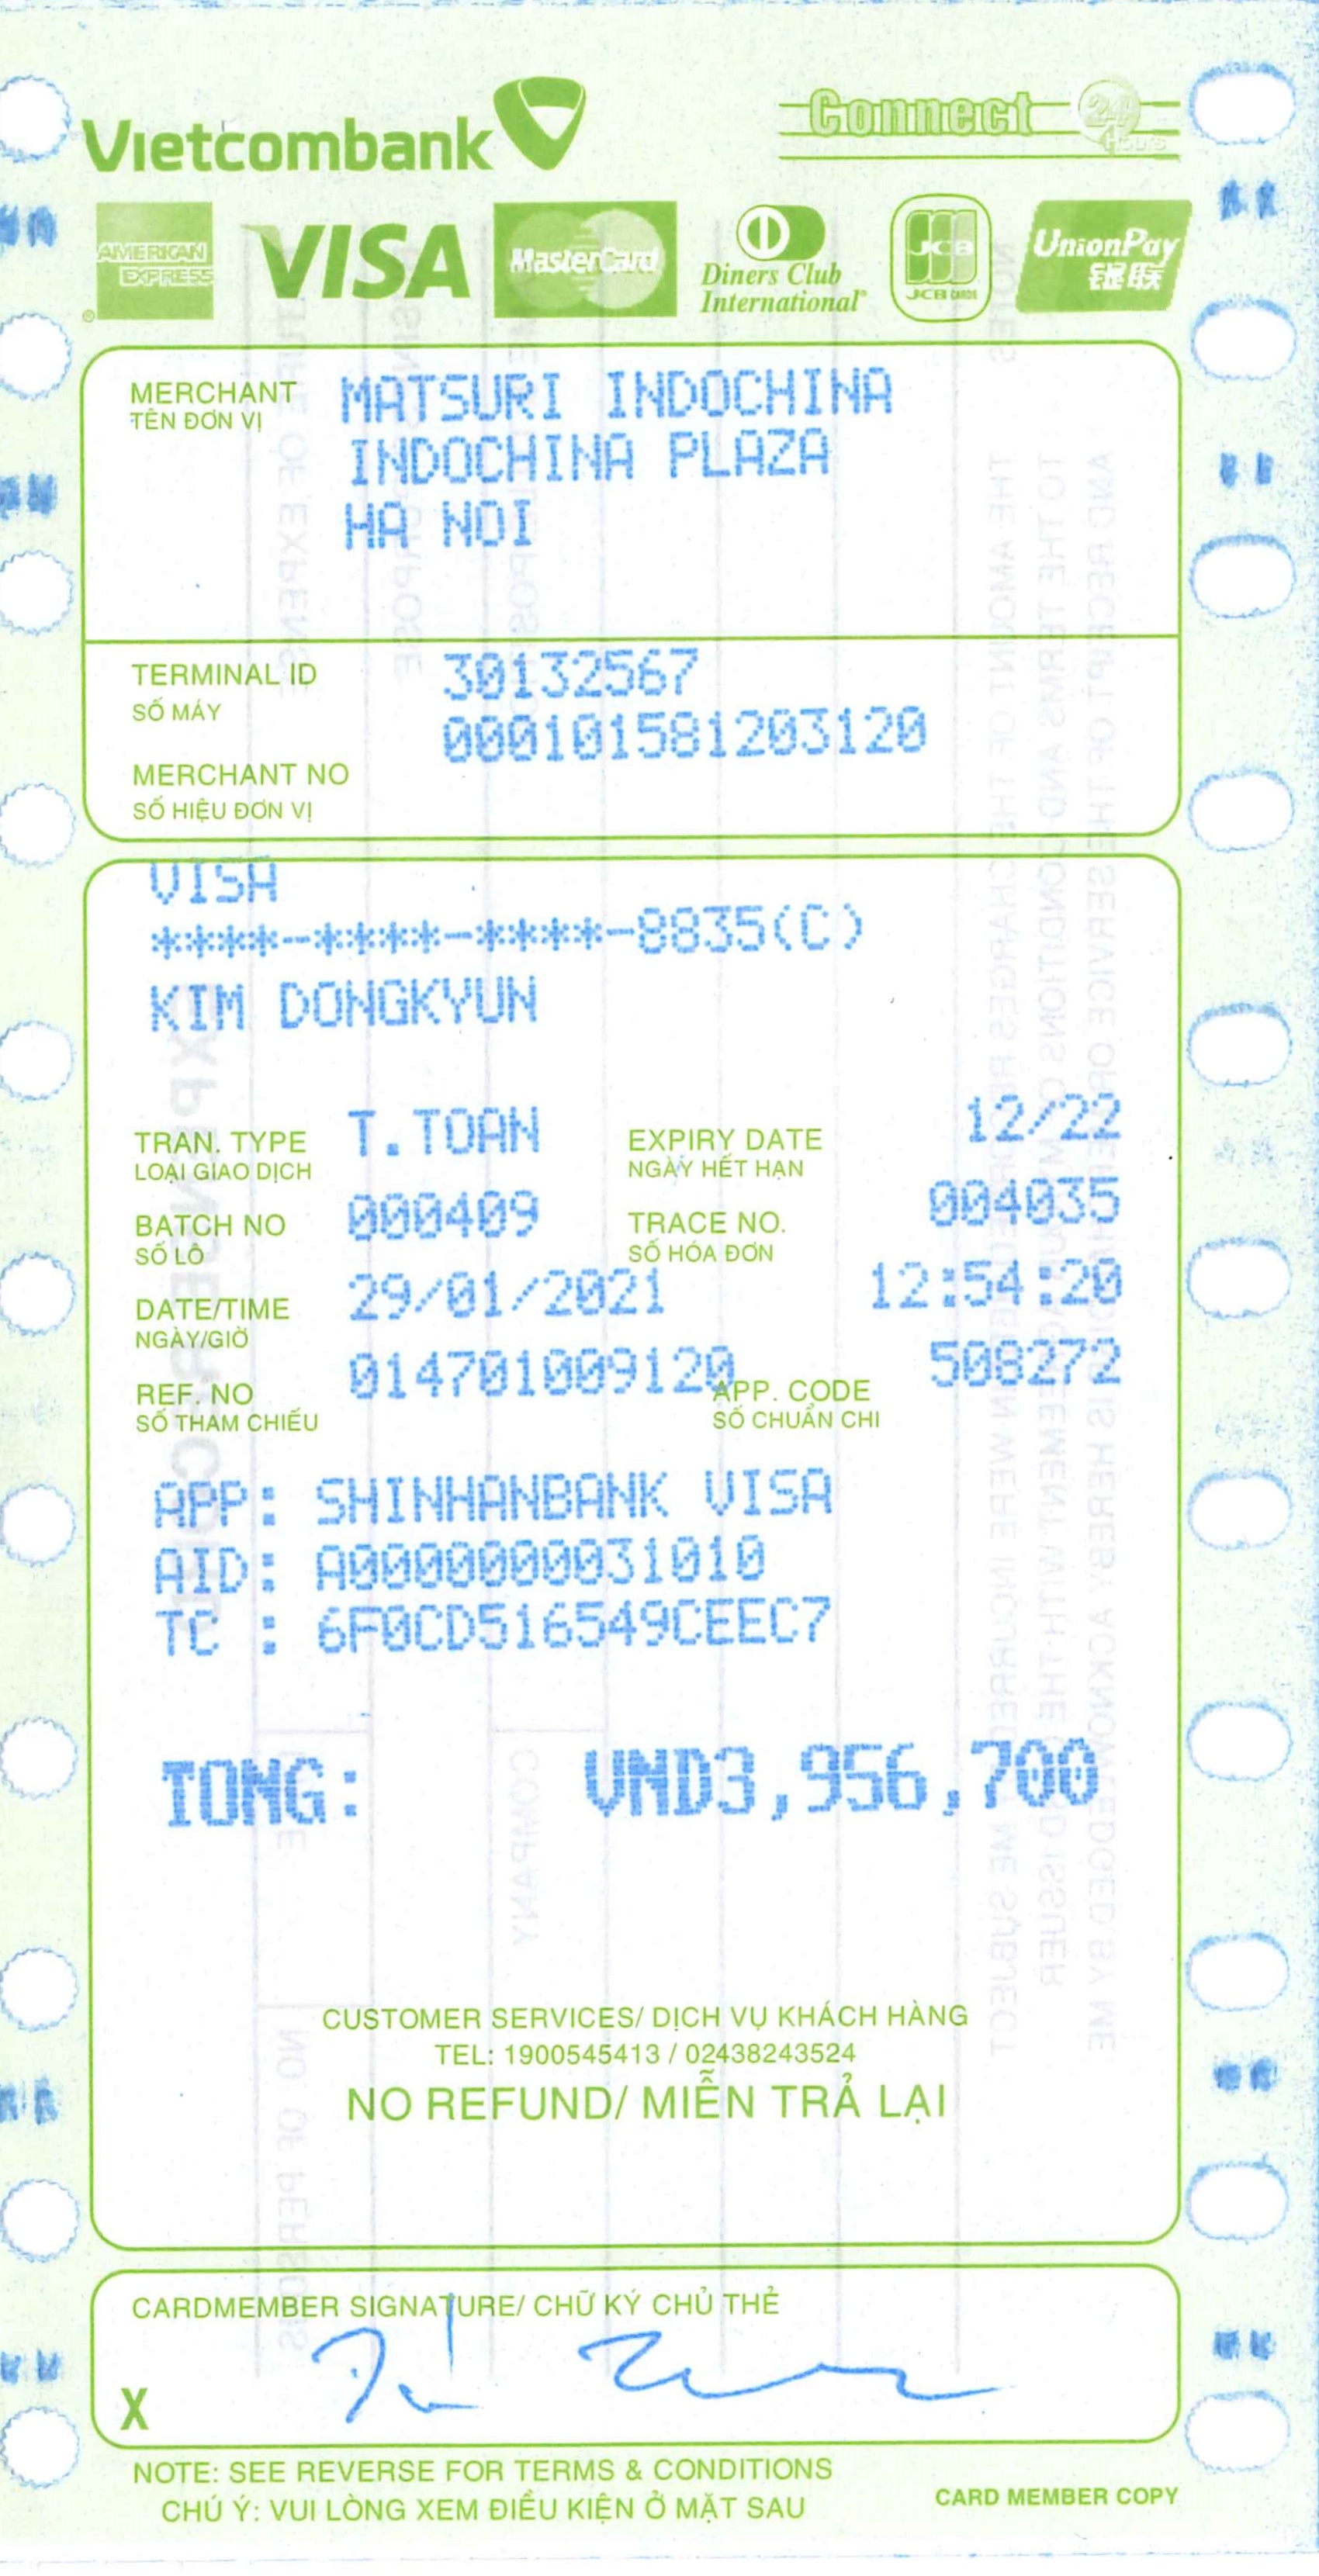 Vietcombank Connect 24 HOURS
AMERICAN EXPRESS VISA MasterCard Diners Club International® JCB JCB CARDS UnionPay 银联
MERCHANT MATSURI INDOCHINA
TÊN ĐƠN VỊ
INDOCHINA PLAZA
HA NOI
TERMINAL ID 30132567
SỐ MÁY
000101581203120
MERCHANT NO
SỐ HIỆU ĐƠN VỊ
VISA
****-****-****-8835(C)
KIM DONGKYUN
TRAN. TYPE T.TOAN EXPIRY DATE 12/22
LOẠI GIAO DỊCH NGÀY HẾT HẠN
BATCH NO 000409 TRACE NO. 004035
SỐ LÔ SỐ HÓA ĐƠN
DATE/TIME 29/01/2021 12:54:20
NGÀY/GIỜ
REF. NO 014701009120 APP. CODE 508272
SỐ THAM CHIẾU SỐ CHUẨN CHI
APP: SHINHANBANK VISA
AID: A0000000031010
TC : 6F0CD516549CEEC7
TONG: VND3,956,700
CUSTOMER SERVICES/ DỊCH VỤ KHÁCH HÀNG
TEL: 1900545413 / 02438243524
NO REFUND/ MIỄN TRẢ LẠI
CARDMEMBER SIGNATURE/ CHỮ KÝ CHỦ THẺ
X
NOTE: SEE REVERSE FOR TERMS & CONDITIONS
CHÚ Ý: VUI LÒNG XEM ĐIỀU KIỆN Ở MẶT SAU
CARD MEMBER COPY